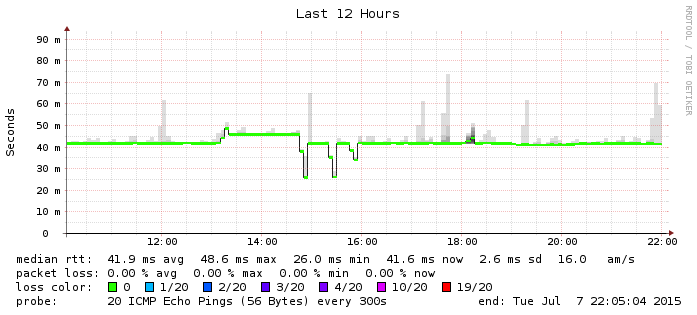 Last 12 Hours
RRDTOOL / TOBI OETIKER
Seconds
90 m
80 m
70 m
60 m
50 m
40 m
30 m
20 m
10 m
0
12:00 14:00 16:00 18:00 20:00 22:00
median rtt: 41.9 ms avg 48.6 ms max 26.0 ms min 41.6 ms now 2.6 ms sd 16.0 am/s
packet loss: 0.00 % avg 0.00 % max 0.00 % min 0.00 % now
loss color: 0 1/20 2/20 3/20 4/20 10/20 19/20
probe: 20 ICMP Echo Pings (56 Bytes) every 300s end: Tue Jul 7 22:05:04 2015